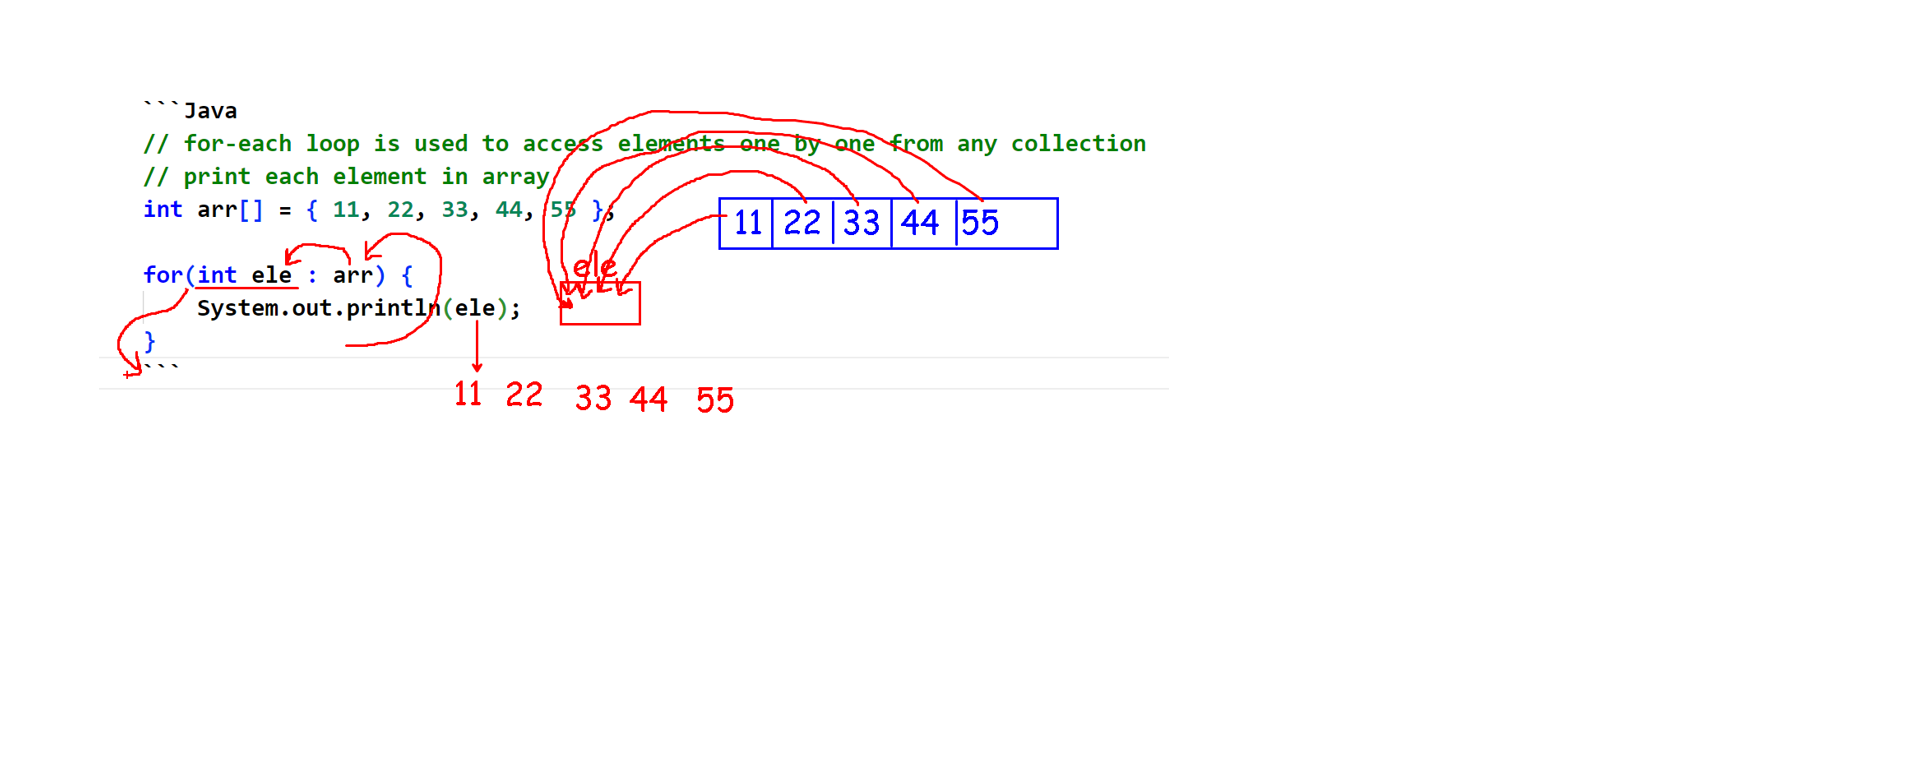 ```Java
// for-each loop is used to access elements one by one from any collection
// print each element in array
int arr[] = { 11, 22, 33, 44, 55 };
11 22 33 44 55
for(int ele : arr) {
ele
System.out.println(ele);
}
```
11 22 33 44 55